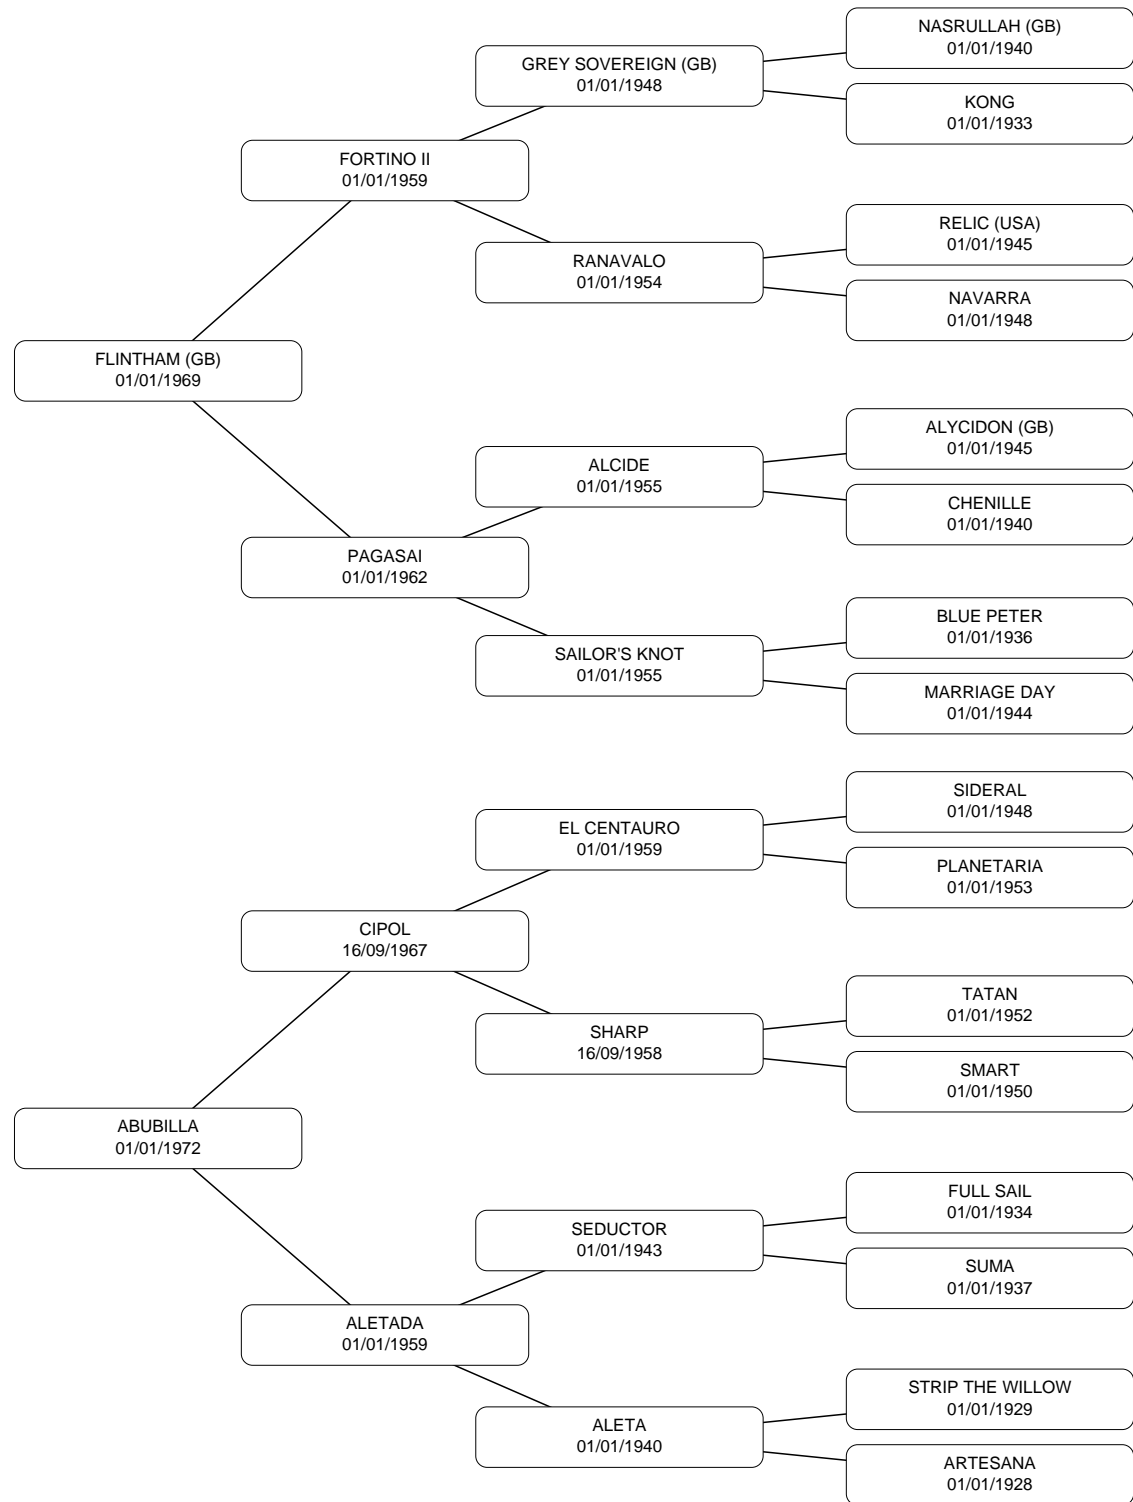 NASRULLAH (GB)
01/01/1940
GREY SOVEREIGN (GB)
01/01/1948
KONG
01/01/1933
FORTINO II
01/01/1959
RELIC (USA)
01/01/1945
RANAVALO
01/01/1954
NAVARRA
01/01/1948
FLINTHAM (GB)
01/01/1969
ALYCIDON (GB)
01/01/1945
ALCIDE
01/01/1955
CHENILLE
01/01/1940
PAGASAI
01/01/1962
BLUE PETER
01/01/1936
SAILOR'S KNOT
01/01/1955
MARRIAGE DAY
01/01/1944
SIDERAL
01/01/1948
EL CENTAURO
01/01/1959
PLANETARIA
01/01/1953
CIPOL
16/09/1967
TATAN
01/01/1952
SHARP
16/09/1958
SMART
01/01/1950
ABUBILLA
01/01/1972
FULL SAIL
01/01/1934
SEDUCTOR
01/01/1943
SUMA
01/01/1937
ALETADA
01/01/1959
STRIP THE WILLOW
01/01/1929
ALETA
01/01/1940
ARTESANA
01/01/1928